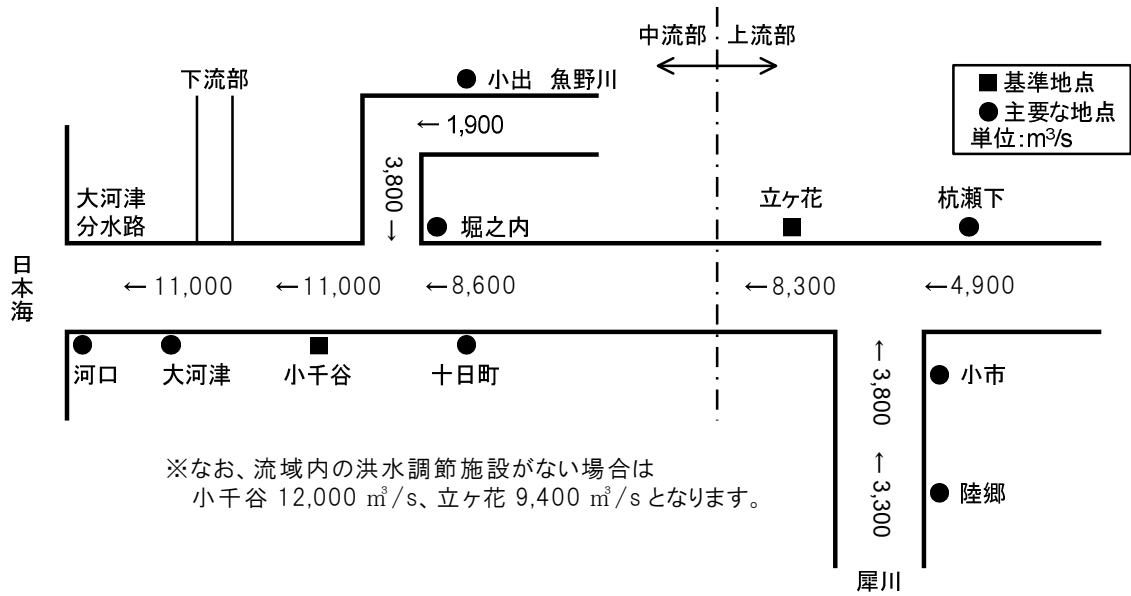 中流部 上流部
下流部
小出 魚野川
■ 基準地点
● 主要な地点
単位:m³/s
← 1,900
3,800 →
大河津
分水路
堀之内
立ヶ花
杭瀬下
日本海
← 11,000
← 11,000
← 8,600
← 8,300
← 4,900
河口
大河津
小千谷
十日町
← 3,800
小市
← 3,300
陸郷
※なお、流域内の洪水調節施設がない場合は
小千谷 12,000 ㎥/s、立ヶ花 9,400 ㎥/s となります。
犀川